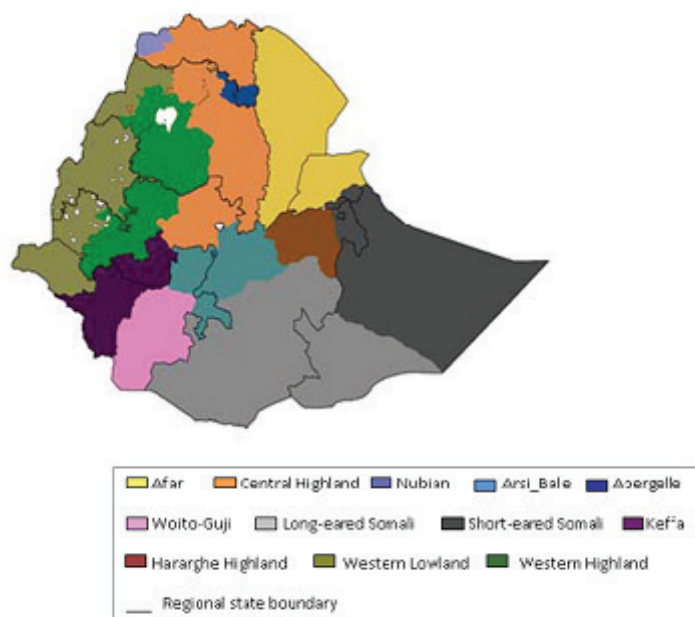 Afar Central Highland Nubian Arsi_Bale Abergelle
Woito-Guji Long-eared Somali Short-eared Somali Keffa
Hararghe Highland Western Lowland Western Highland
Regional state boundary